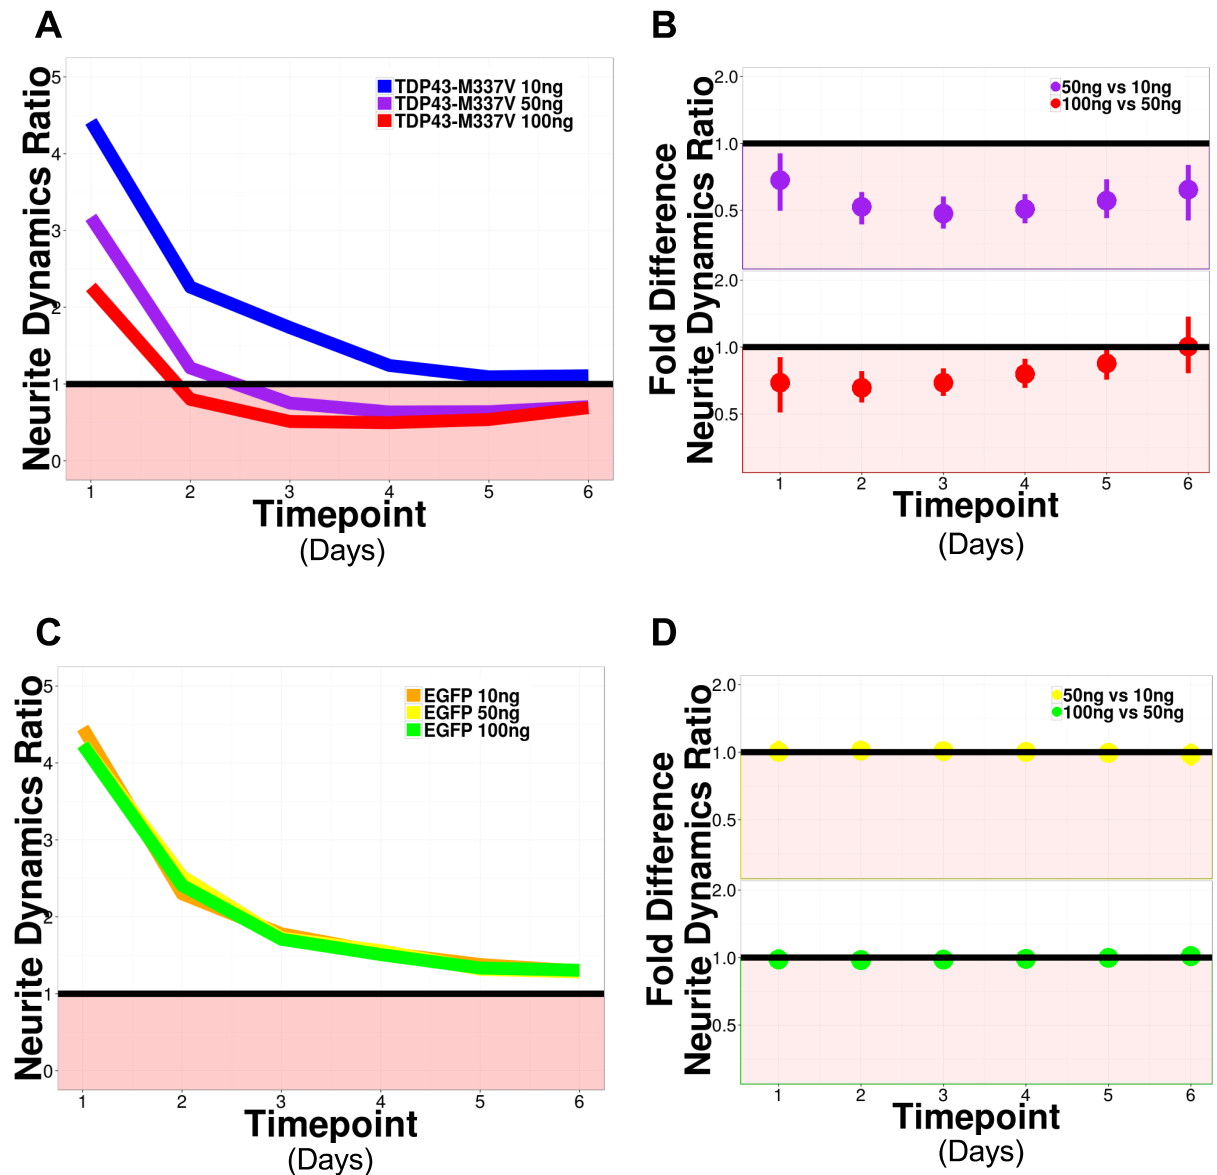 A
Neurite Dynamics Ratio
5
4
3
2
1
0
TDP43-M337V 10ng
TDP43-M337V 50ng
TDP43-M337V 100ng
1 2 3 4 5 6
Timepoint
(Days)
B
Fold Difference
Neurite Dynamics Ratio
2.0
1.0
0.5
2.0
1.0
0.5
50ng vs 10ng
100ng vs 50ng
1 2 3 4 5 6
Timepoint
(Days)
C
Neurite Dynamics Ratio
5
4
3
2
1
0
EGFP 10ng
EGFP 50ng
EGFP 100ng
1 2 3 4 5 6
Timepoint
(Days)
D
Fold Difference
Neurite Dynamics Ratio
2.0
1.0
0.5
2.0
1.0
0.5
50ng vs 10ng
100ng vs 50ng
1 2 3 4 5 6
Timepoint
(Days)